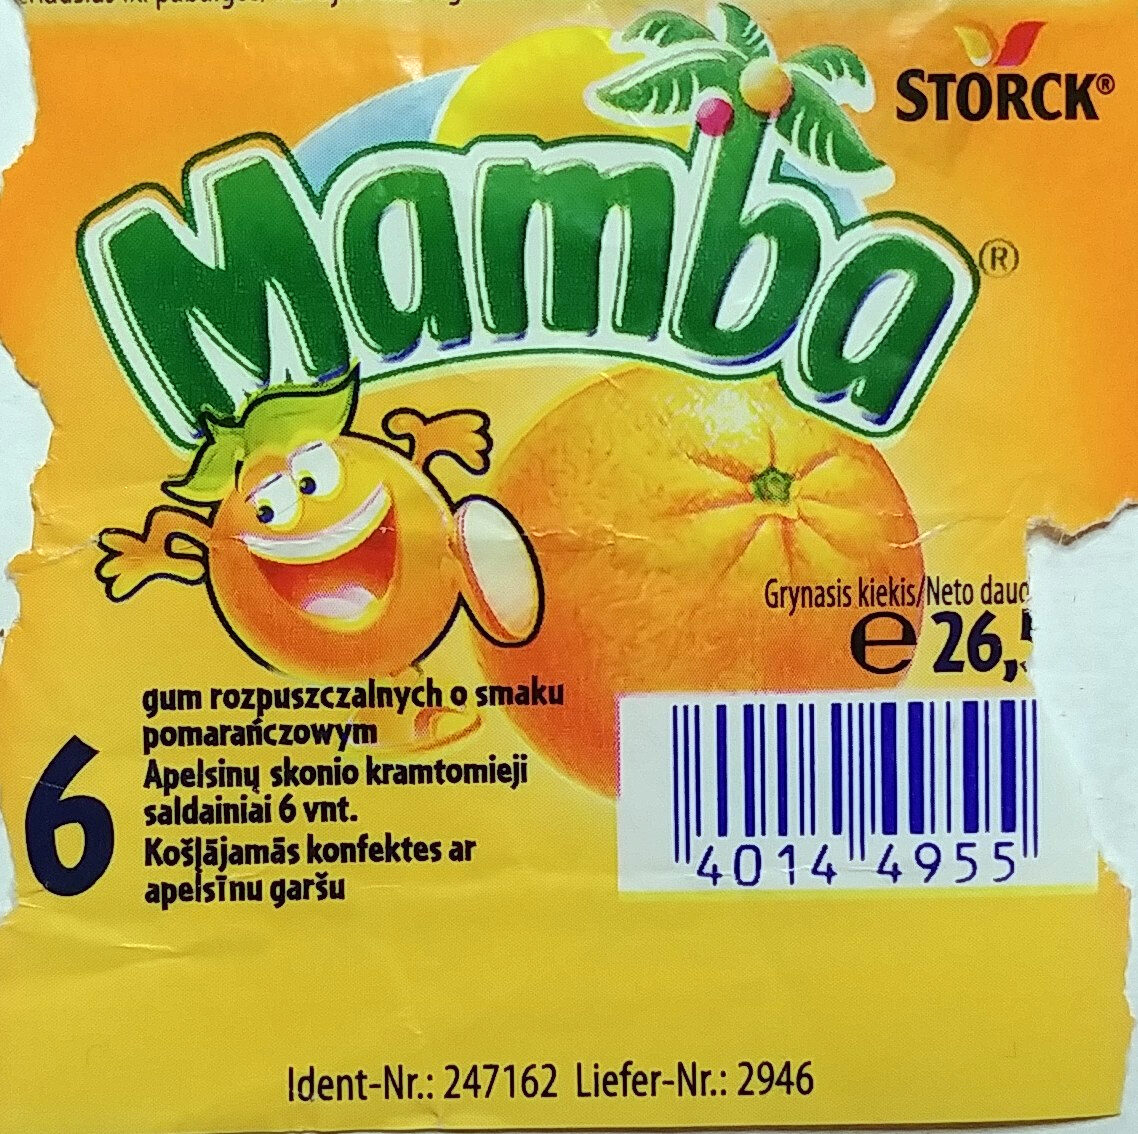 STORCK®
Mamba®
Grynasis kiekis/Neto
e 26,
gum rozpuszczalnych o smaku
pomarańczowym
6
Apelsinų skonio kramtomieji
saldainiai 6 vnt.
Košļājamās konfektes ar
apelsīnu garšu
4014 4955
Ident-Nr.: 247162 Liefer-Nr.: 2946